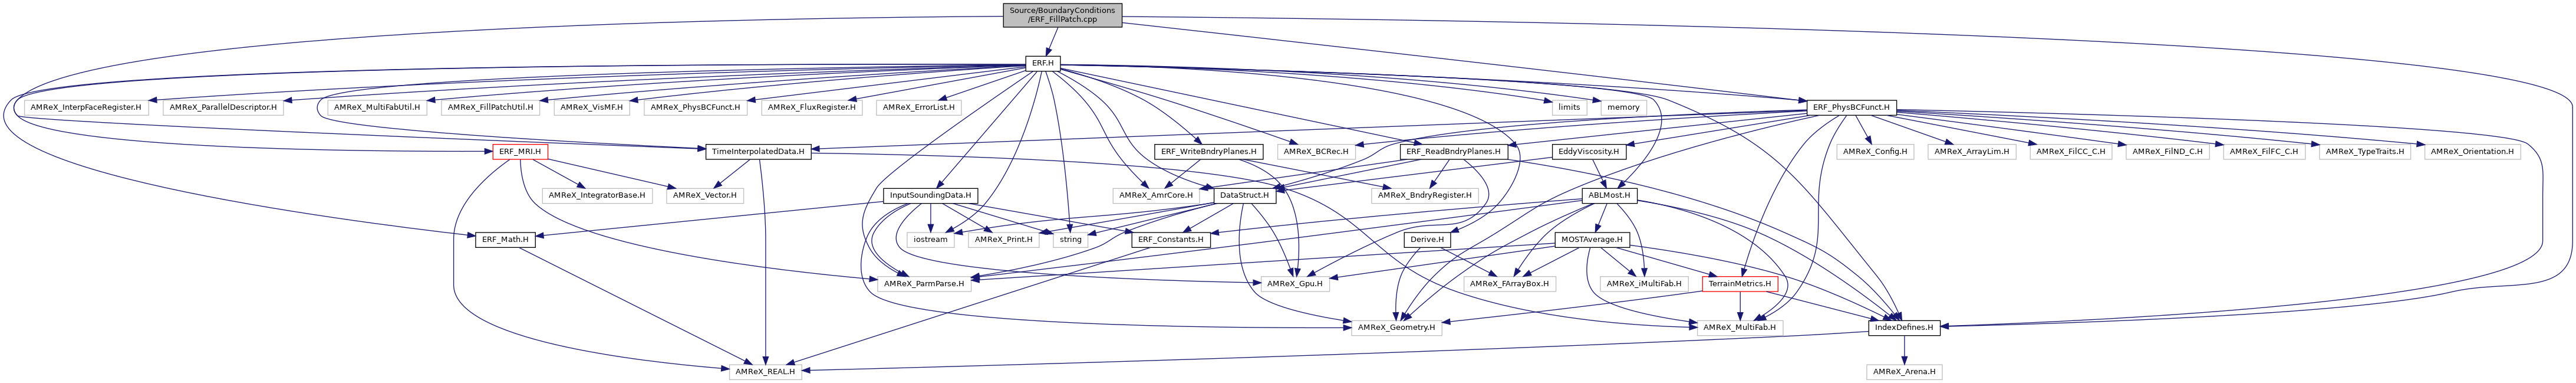 Source/BoundaryConditions
/ERF_FillPatch.cpp
ERF.H
AMReX_InterpFaceRegister.H
AMReX_ParallelDescriptor.H
AMReX_MultiFabUtil.H
AMReX_FillPatchUtil.H
AMReX_VisMF.H
AMReX_PhysBCFunct.H
AMReX_FluxRegister.H
AMReX_ErrorList.H
limits
memory
ERF_PhysBCFunct.H
ERF_MRI.H
TimeInterpolatedData.H
ERF_WriteBndryPlanes.H
AMReX_BCRec.H
ERF_ReadBndryPlanes.H
EddyViscosity.H
AMReX_Config.H
AMReX_ArrayLim.H
AMReX_FilCC_C.H
AMReX_FilND_C.H
AMReX_FilFC_C.H
AMReX_TypeTraits.H
AMReX_Orientation.H
AMReX_IntegratorBase.H
AMReX_Vector.H
InputSoundingData.H
AMReX_AmrCore.H
DataStruct.H
AMReX_BndryRegister.H
ABLMost.H
ERF_Math.H
iostream
AMReX_Print.H
string
ERF_Constants.H
Derive.H
MOSTAverage.H
AMReX_ParmParse.H
AMReX_Gpu.H
AMReX_FArrayBox.H
AMReX_iMultiFab.H
TerrainMetrics.H
AMReX_Geometry.H
AMReX_MultiFab.H
IndexDefines.H
AMReX_REAL.H
AMReX_Arena.H